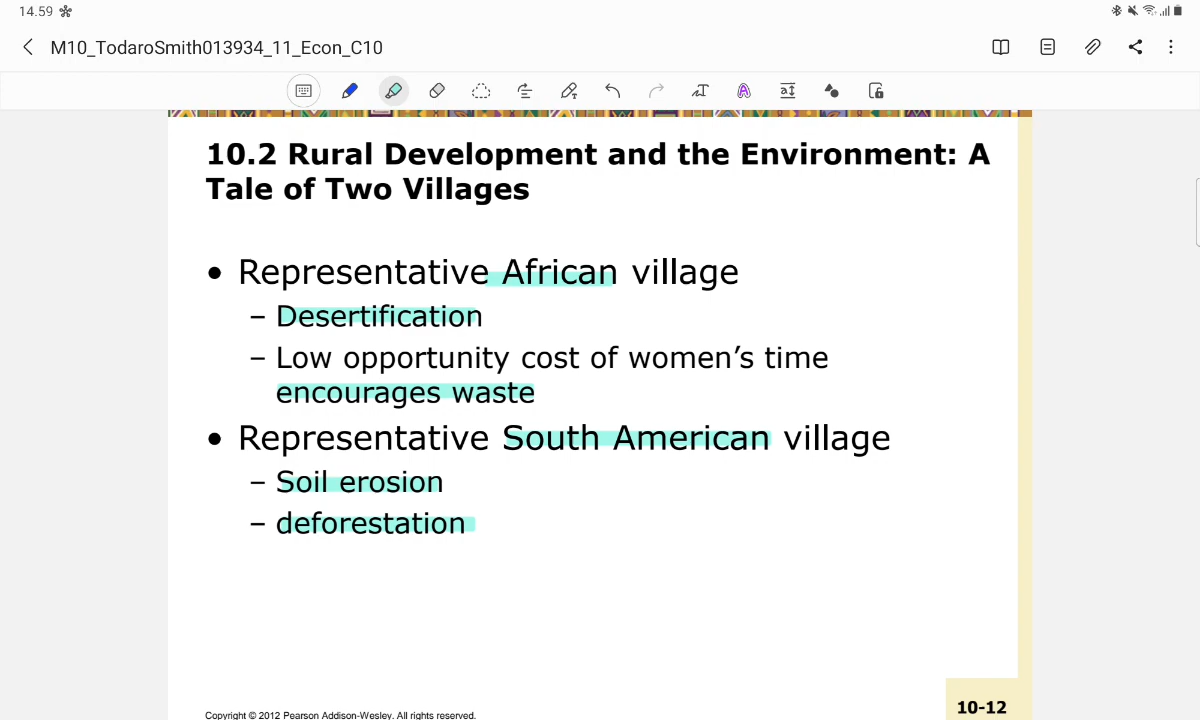 14.59
M10_TodaroSmith013934_11_Econ_C10
10.2 Rural Development and the Environment: A
Tale of Two Villages
• Representative African village
– Desertification
– Low opportunity cost of women’s time
encourages waste
• Representative South American village
– Soil erosion
– deforestation
Copyright © 2012 Pearson Addison-Wesley. All rights reserved.
10-12